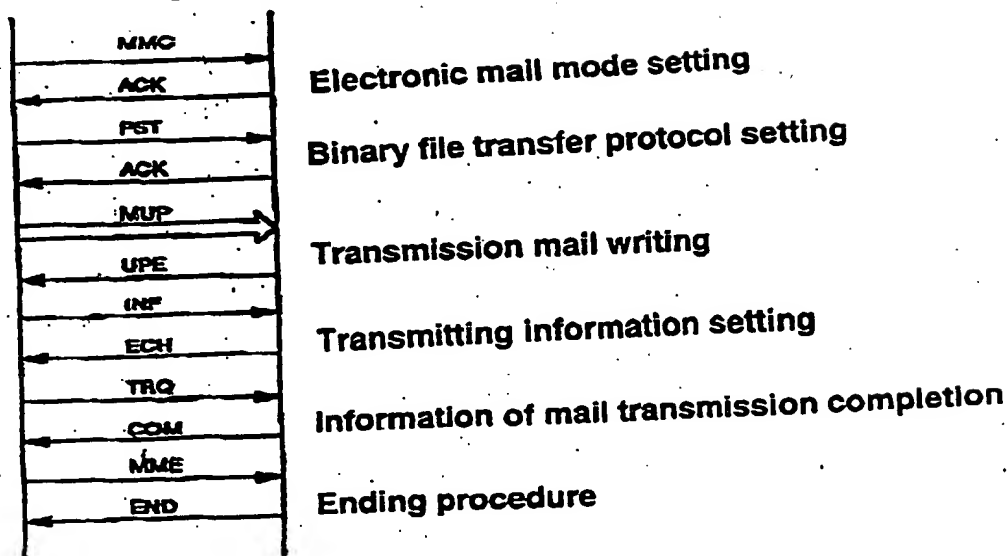 MMC
Electronic mail mode setting
ACK
PST
Binary file transfer protocol setting
ACK
MUP
Transmission mail writing
UPE
INF
Transmitting information setting
ECH
TRQ
Information of mail transmission completion
COM
MME
Ending procedure
END